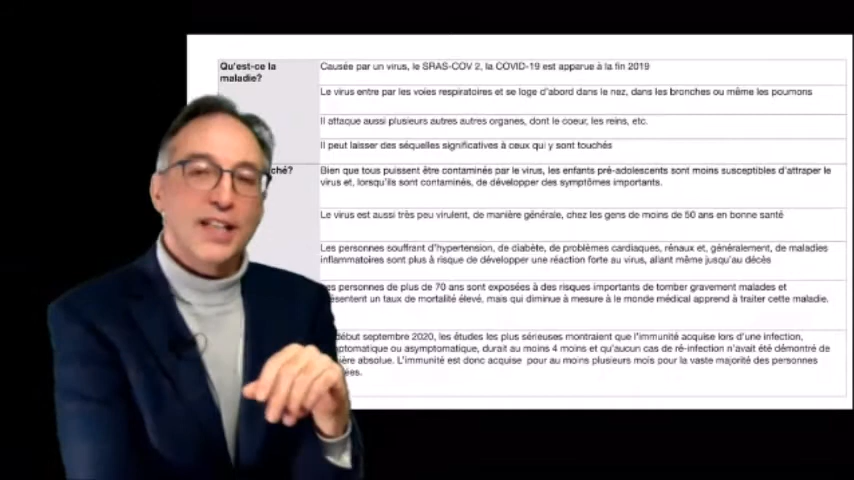 Qu'est-ce la
maladie?
Causée par un virus, le SRAS-COV 2, la COVID-19 est apparue à la fin 2019
Le virus entre par les voies respiratoires et se loge d'abord dans le nez, dans les bronches ou même les poumons
Il attaque aussi plusieurs autres autres organes, dont le coeur, les reins, etc.
Il peut laisser des séquelles significatives à ceux qui y sont touchés
ché?
Bien que tous puissent être contaminés par le virus, les enfants pré-adolescents sont moins susceptibles d'attraper le
virus et, lorsqu'ils sont contaminés, de développer des symptômes importants.
Le virus est aussi très peu virulent, de manière générale, chez les gens de moins de 50 ans en bonne santé
Les personnes souffrant d'hypertension, de diabète, de problèmes cardiaques, rénaux et, généralement, de maladies
inflammatoires sont plus à risque de développer une réaction forte au virus, allant même jusqu'au décès
es personnes de plus de 70 ans sont exposées à des risques importants de tomber gravement malades et
ésentent un taux de mortalité élevé, mais qui diminue à mesure à le monde médical apprend à traiter cette maladie.
début septembre 2020, les études les plus sérieuses montraient que l'immunité acquise lors d'une infection,
ptomatique ou asymptomatique, durait au moins 4 moins et qu'aucun cas de ré-infection n'avait été démontré de
ière absolue. L'immunité est donc acquise pour au moins plusieurs mois pour la vaste majorité des personnes
ées.